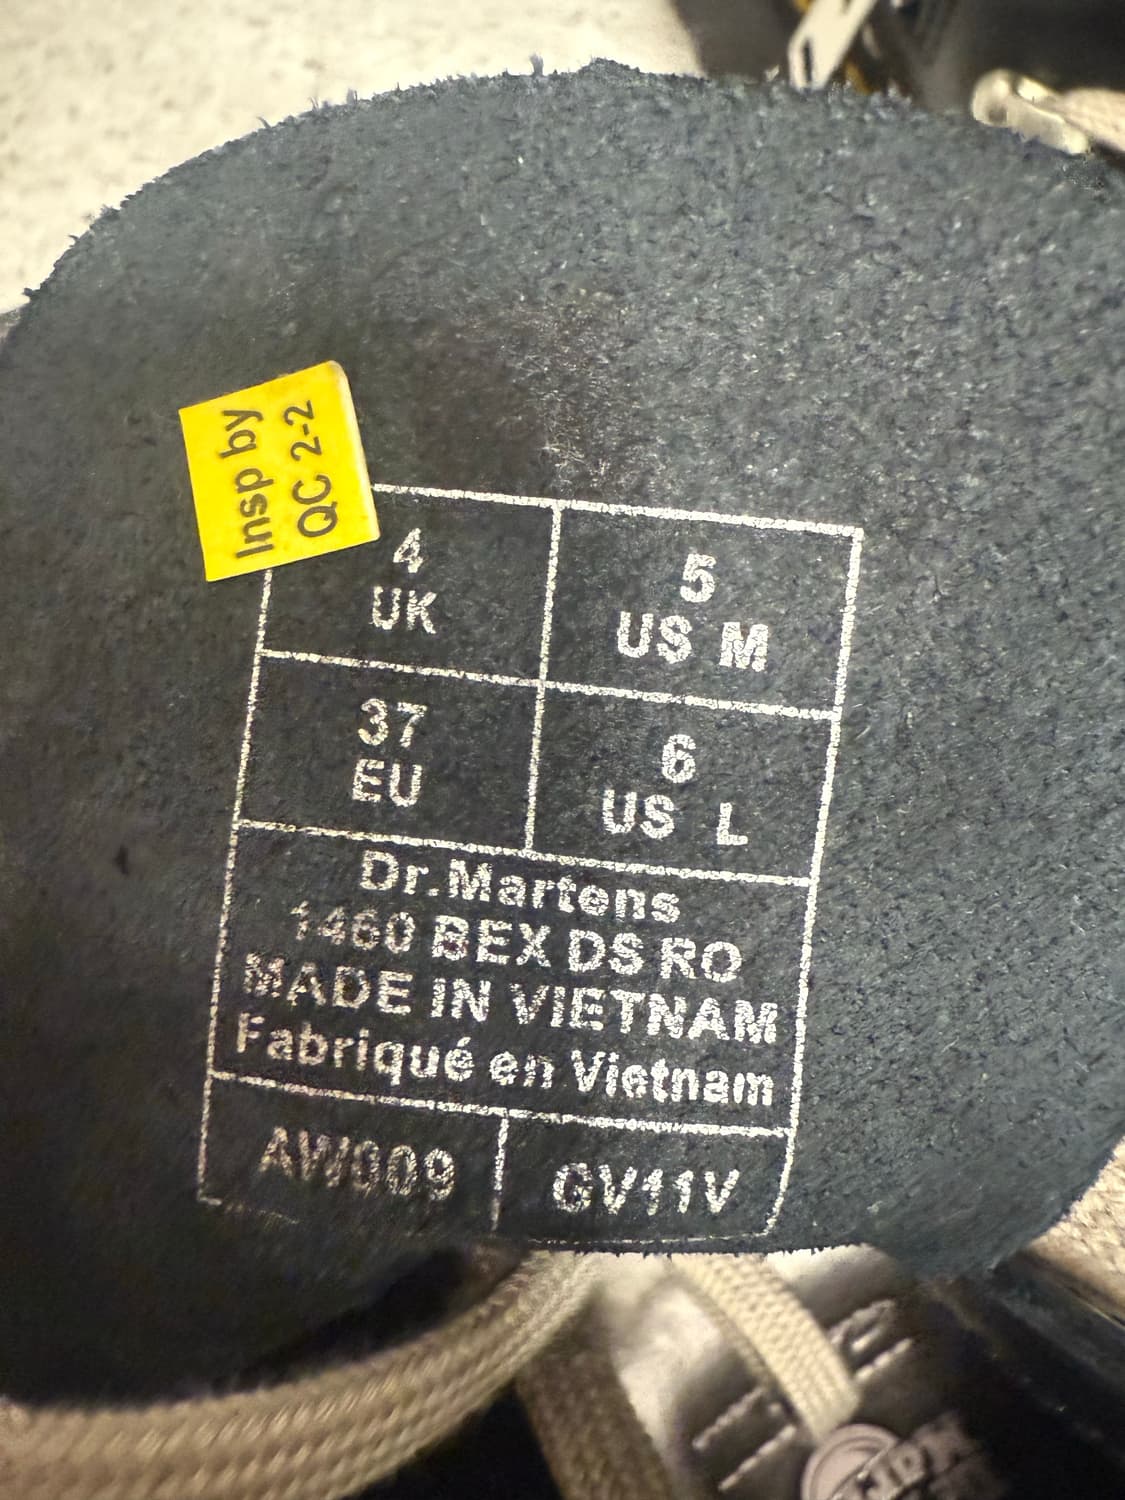 Insp by
QC 2-2
4
UK
5
US M
37
EU
6
US L
Dr.Martens
1460 BEX DS RO
MADE IN VIETNAM
Fabriqué en Vietnam
AW009
GV11V